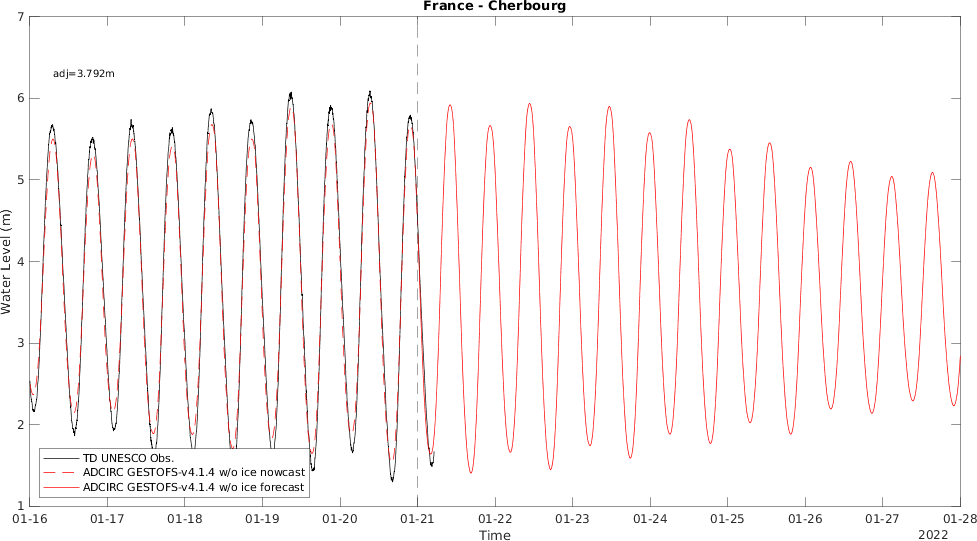 France - Cherbourg
7
adj=3.792m
6
5
4
3
2
1
Water Level (m)
TD UNESCO Obs.
ADCIRC GESTOFS-v4.1.4 w/o ice nowcast
ADCIRC GESTOFS-v4.1.4 w/o ice forecast
01-16 01-17 01-18 01-19 01-20 01-21 01-22 01-23 01-24 01-25 01-26 01-27 01-28
Time
2022